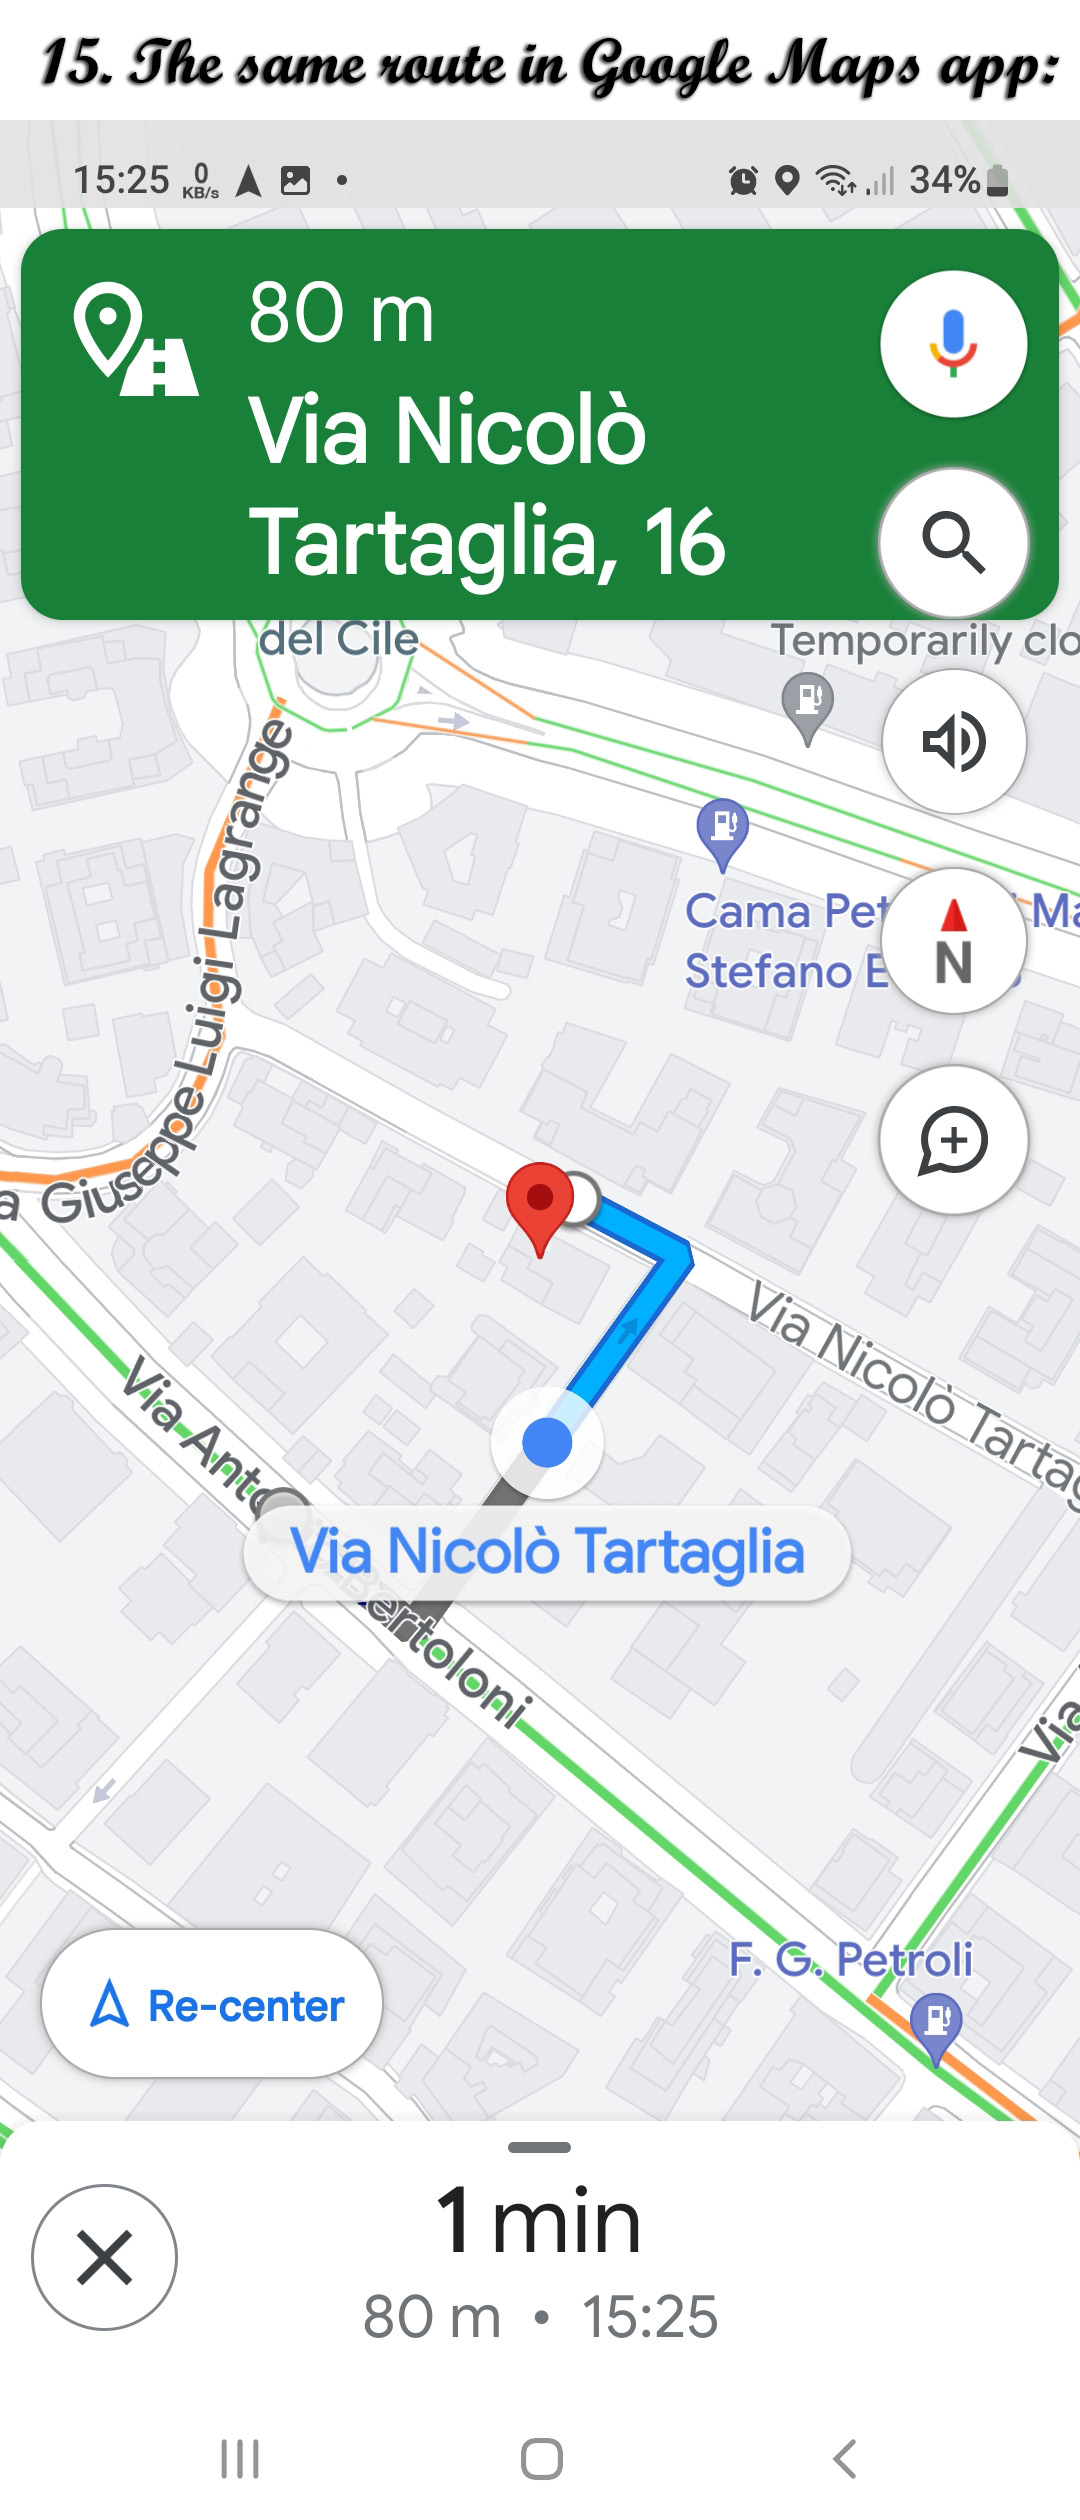 15. The same route in Google Maps app:
15:25 0 KB/s • 34%
80 m
Via Nicolò
Tartaglia, 16
del Cile
Temporarily clo
Giuseppe Luigi Lagrange
Cama Pet
Ma
Stefano E
N
Via Nicolò Tartag
Via Anto
Via Nicolò Tartaglia
Bertoloni
Via
F. G. Petroli
Re-center
1 min
80 m • 15:25